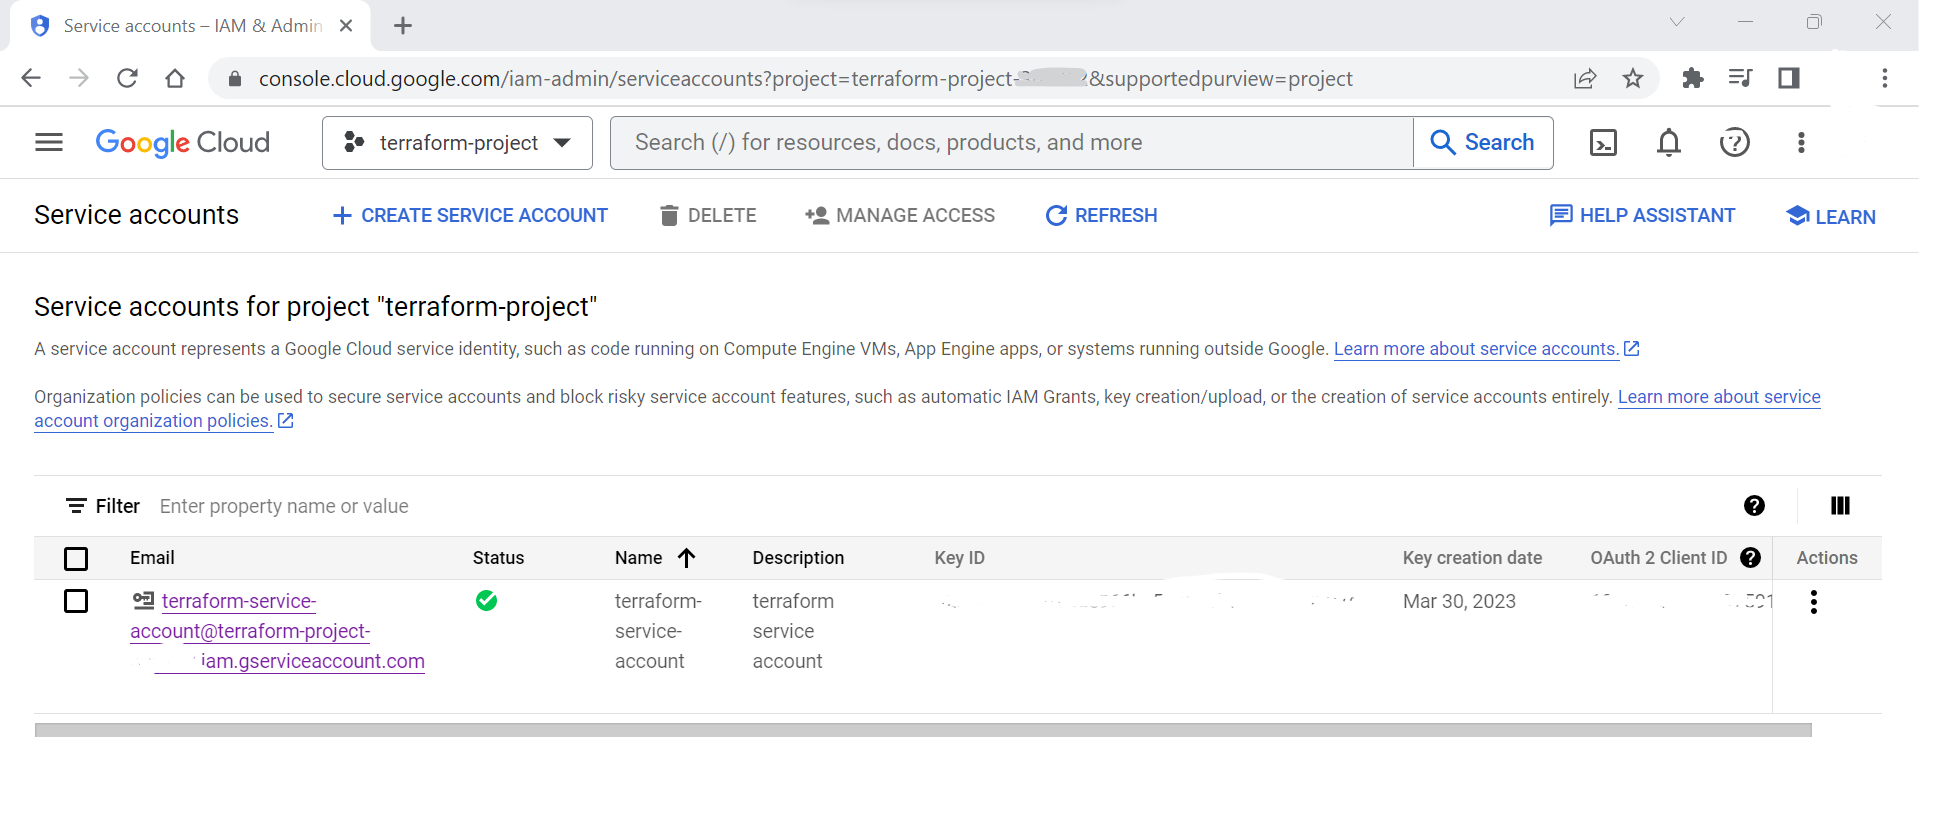 Service accounts – IAM & Admin
console.cloud.google.com/iam-admin/serviceaccounts?project=terraform-project-&supportedpurview=project
Google Cloud
terraform-project
Search (/) for resources, docs, products, and more
Search
Service accounts
CREATE SERVICE ACCOUNT
DELETE
MANAGE ACCESS
REFRESH
HELP ASSISTANT
LEARN
Service accounts for project "terraform-project"
A service account represents a Google Cloud service identity, such as code running on Compute Engine VMs, App Engine apps, or systems running outside Google. Learn more about service accounts.
Organization policies can be used to secure service accounts and block risky service account features, such as automatic IAM Grants, key creation/upload, or the creation of service accounts entirely. Learn more about service
account organization policies.
Filter Enter property name or value
Email Status Name Description Key ID Key creation date OAuth 2 Client ID Actions
terraform-service- terraform- terraform Mar 30, 2023
account@terraform-project- service- service
iam.gserviceaccount.com account account